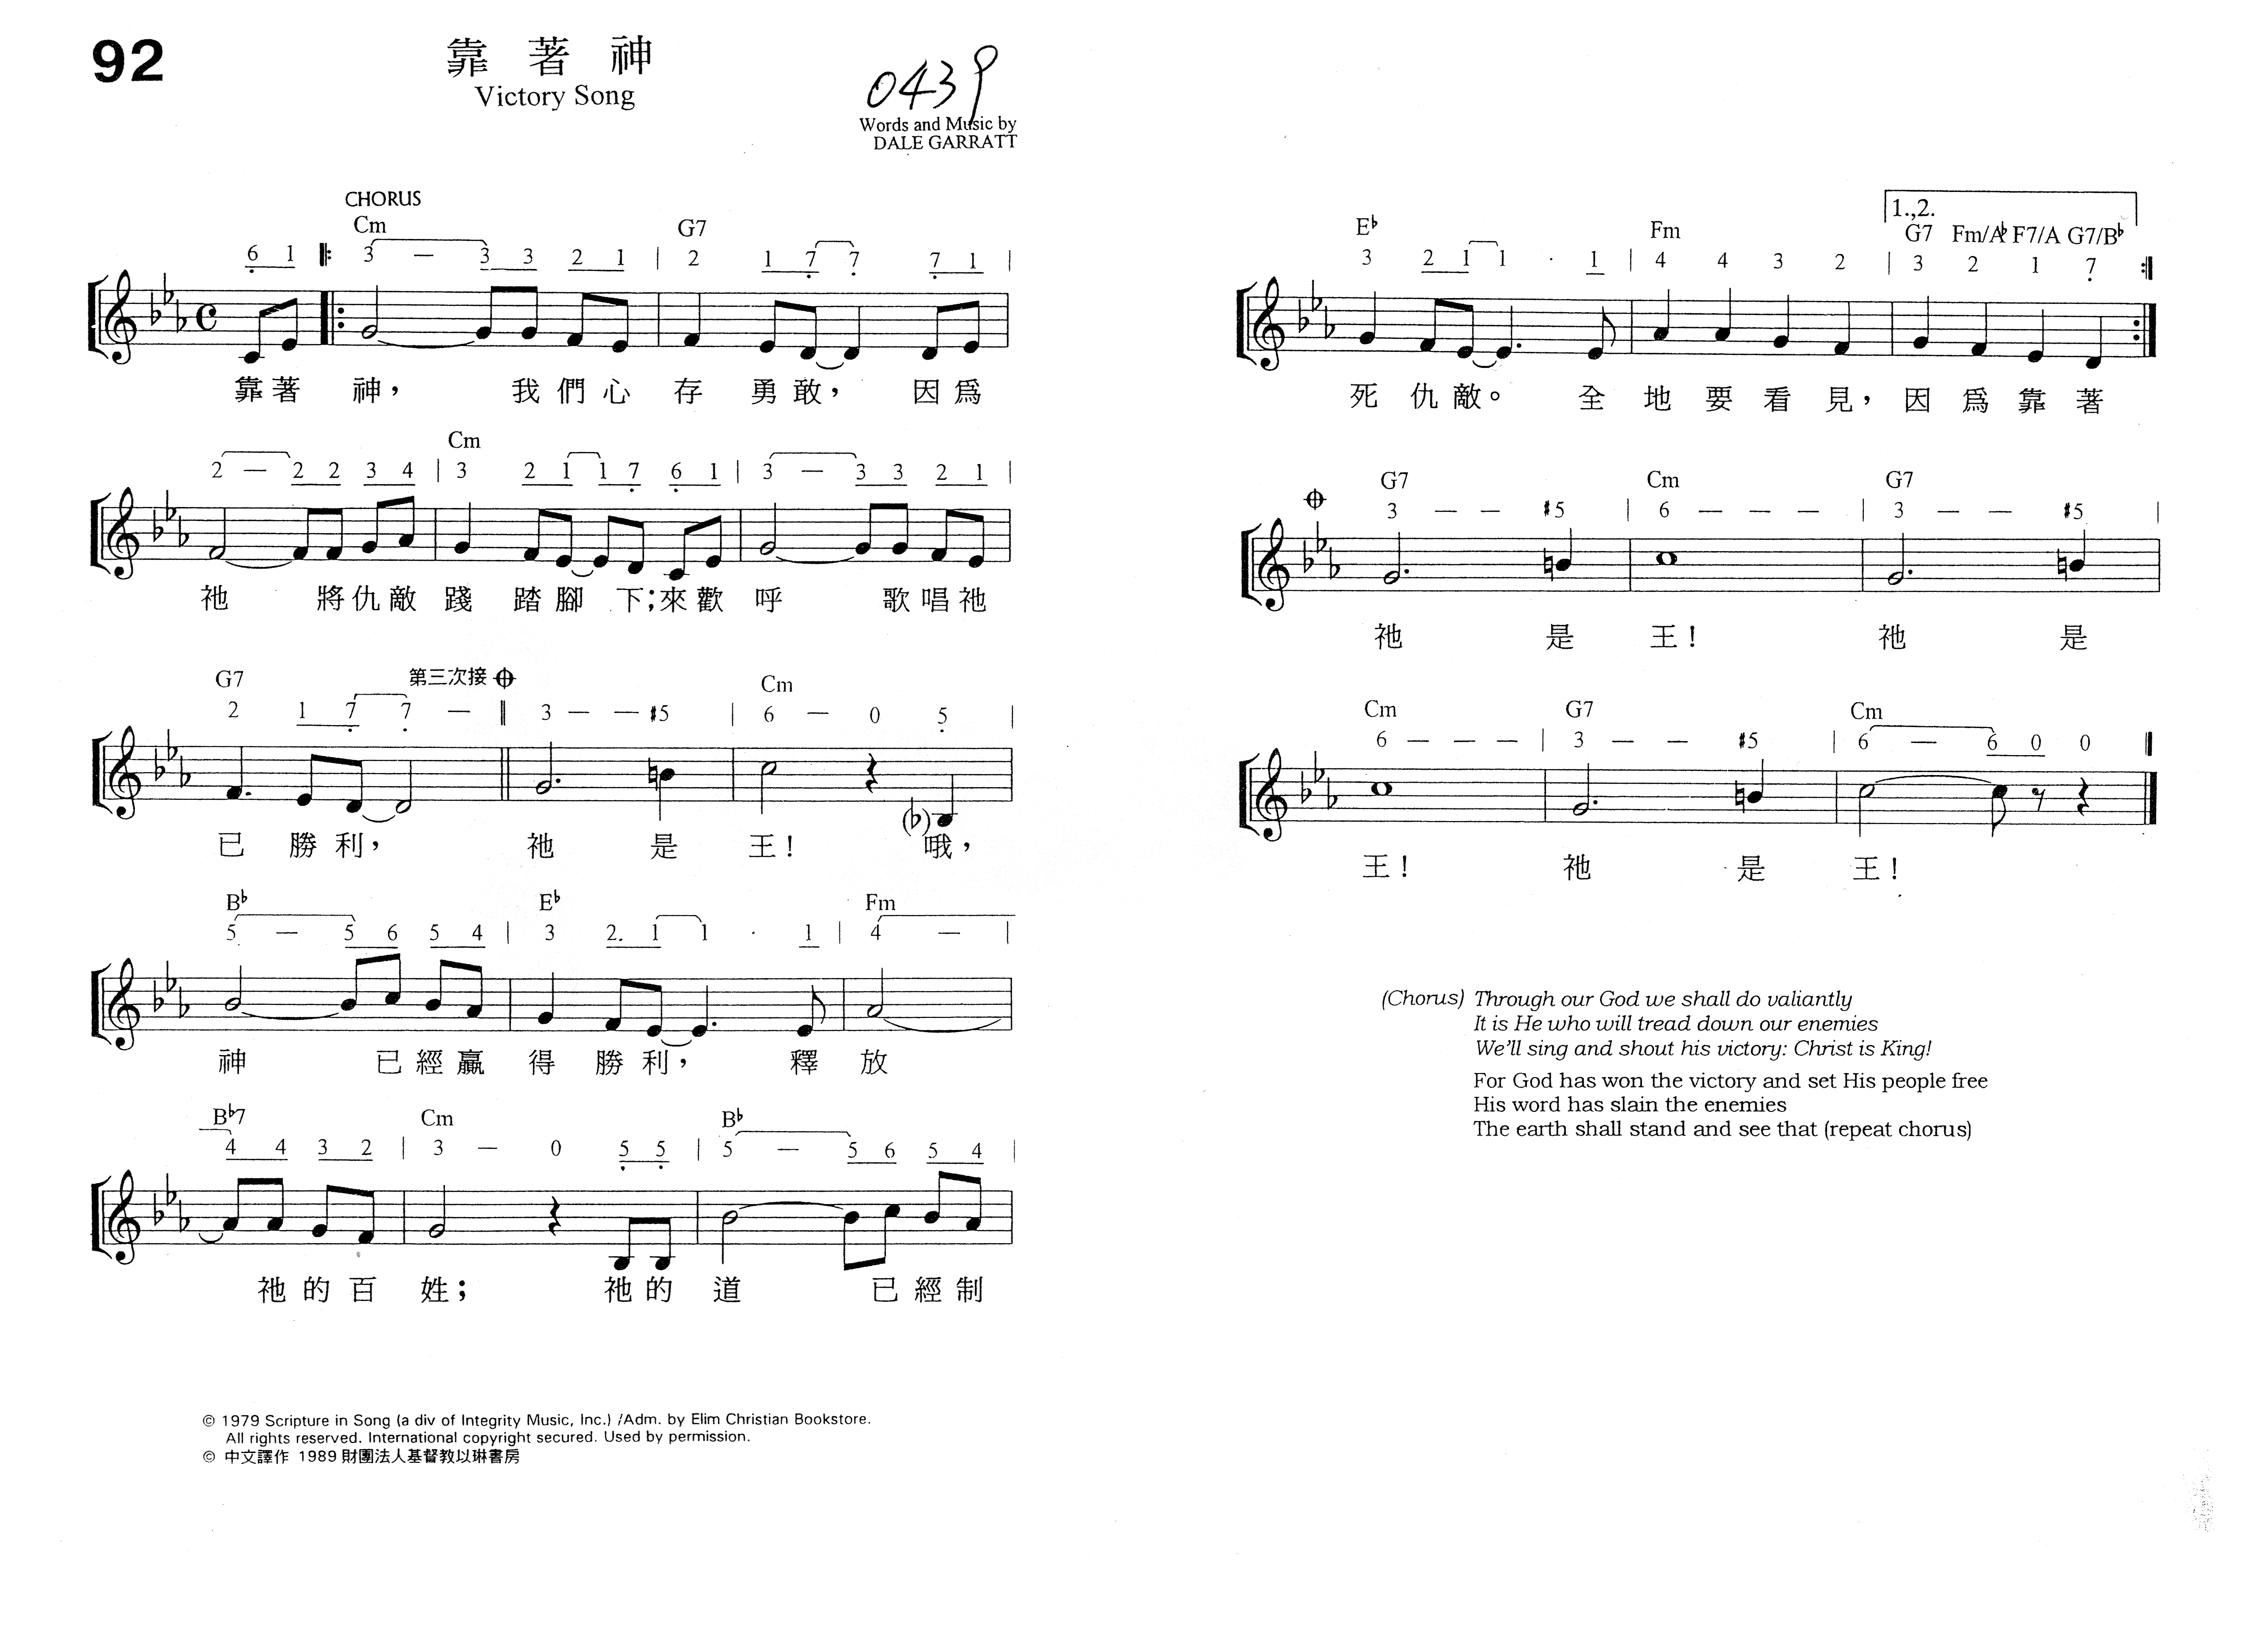 92
靠著神
Victory Song
0439
Words and Music by
DALE GARRATT
CHORUS
Cm G7
6 1 3 — 3 3 2 1 | 2 1 7 7 7 1 |
靠著 神， 我們心 存 勇敢， 因爲
Cm
2 — 2 2 3 4 | 3 2 1 1 7 6 1 | 3 — 3 3 2 1 |
祂 將仇敵 踐 踏腳 下；來歡 呼 歌唱祂
G7 第三次接 Cm
2 1 7 7 — 3 — — #5 | 6 — 0 5 |
已 勝利， 祂 是 王！ 哦，
B♭ E♭ Fm
5 — 5 6 5 4 | 3 2. 1 1 · 1 | 4 — |
神 已經贏 得 勝利， 釋 放
B♭7 Cm B♭
4 4 3 2 | 3 — 0 5 5 | 5 — 5 6 5 4 |
祂的百 姓； 祂的 道 已經制
© 1979 Scripture in Song (a div of Integrity Music, Inc.) /Adm. by Elim Christian Bookstore.
All rights reserved. International copyright secured. Used by permission.
© 中文譯作 1989 財團法人基督教以琳書房
1.,2.
E♭ Fm G7 Fm/A♭ F7/A G7/B♭
3 2 1 1 · 1 | 4 4 3 2 | 3 2 1 7
死 仇敵。 全 地要看見，因爲靠著
G7 Cm G7
3 — — #5 | 6 — — — | 3 — — #5 |
祂 是 王！ 祂 是
Cm G7 Cm
6 — — — | 3 — — #5 | 6 — 6 0 0
王！ 祂 是 王！
(Chorus) Through our God we shall do valiantly
It is He who will tread down our enemies
We'll sing and shout his victory: Christ is King!
For God has won the victory and set His people free
His word has slain the enemies
The earth shall stand and see that (repeat chorus)